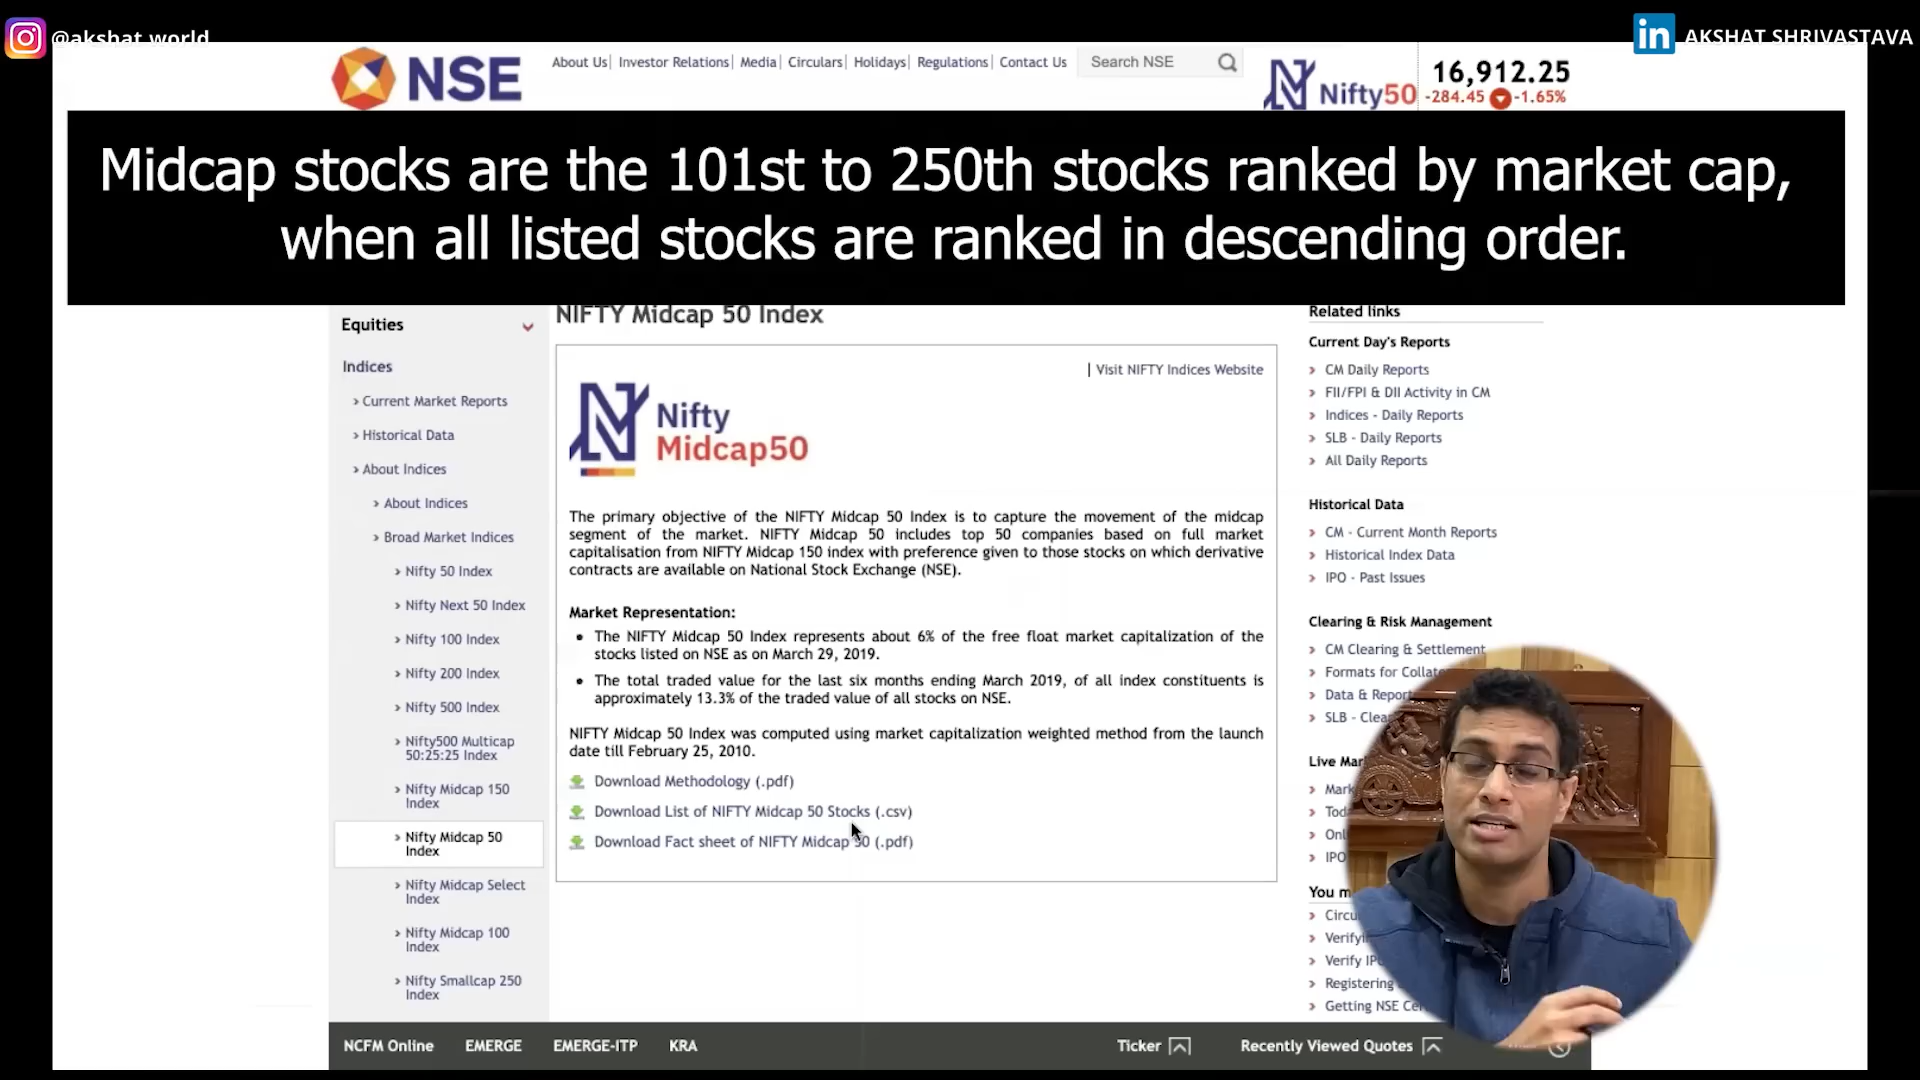 @akshat.world
AKSHAT SHRIVASTAVA
NSE
About Us| Investor Relations| Media| Circulars| Holidays| Regulations| Contact Us
Search NSE
Nifty50
16,912.25
-284.45 -1.65%
Midcap stocks are the 101st to 250th stocks ranked by market cap,
when all listed stocks are ranked in descending order.
Equities
Indices
Current Market Reports
Historical Data
About Indices
About Indices
Broad Market Indices
Nifty 50 Index
Nifty Next 50 Index
Nifty 100 Index
Nifty 200 Index
Nifty 500 Index
Nifty500 Multicap
50:25:25 Index
Nifty Midcap 150
Index
Nifty Midcap 50
Index
Nifty Midcap Select
Index
Nifty Midcap 100
Index
Nifty Smallcap 250
Index
NIFTY Midcap 50 Index
| Visit NIFTY Indices Website
Nifty
Midcap50
The primary objective of the NIFTY Midcap 50 Index is to capture the movement of the midcap
segment of the market. NIFTY Midcap 50 includes top 50 companies based on full market
capitalisation from NIFTY Midcap 150 index with preference given to those stocks on which derivative
contracts are available on National Stock Exchange (NSE).
Market Representation:
The NIFTY Midcap 50 Index represents about 6% of the free float market capitalization of the
stocks listed on NSE as on March 29, 2019.
The total traded value for the last six months ending March 2019, of all index constituents is
approximately 13.3% of the traded value of all stocks on NSE.
NIFTY Midcap 50 Index was computed using market capitalization weighted method from the launch
date till February 25, 2010.
Download Methodology (.pdf)
Download List of NIFTY Midcap 50 Stocks (.csv)
Download Fact sheet of NIFTY Midcap 50 (.pdf)
Related links
Current Day's Reports
CM Daily Reports
FII/FPI & DII Activity in CM
Indices - Daily Reports
SLB - Daily Reports
All Daily Reports
Historical Data
CM - Current Month Reports
Historical Index Data
IPO - Past Issues
Clearing & Risk Management
CM Clearing & Settlement
Formats for
Data &
SLB -
Live
You
Verify
Registering
Getting NSE
NCFM Online
EMERGE
EMERGE-ITP
KRA
Ticker
Recently Viewed Quotes